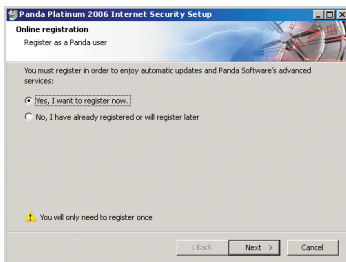 Panda Platinum 2006 Internet Security Setup
Online registration
Register as a Panda user
You must register in order to enjoy automatic updates and Panda Software's advanced
services:
Yes, I want to register now.
No, I have already registered or will register later
You will only need to register once
< Back
Next >
Cancel